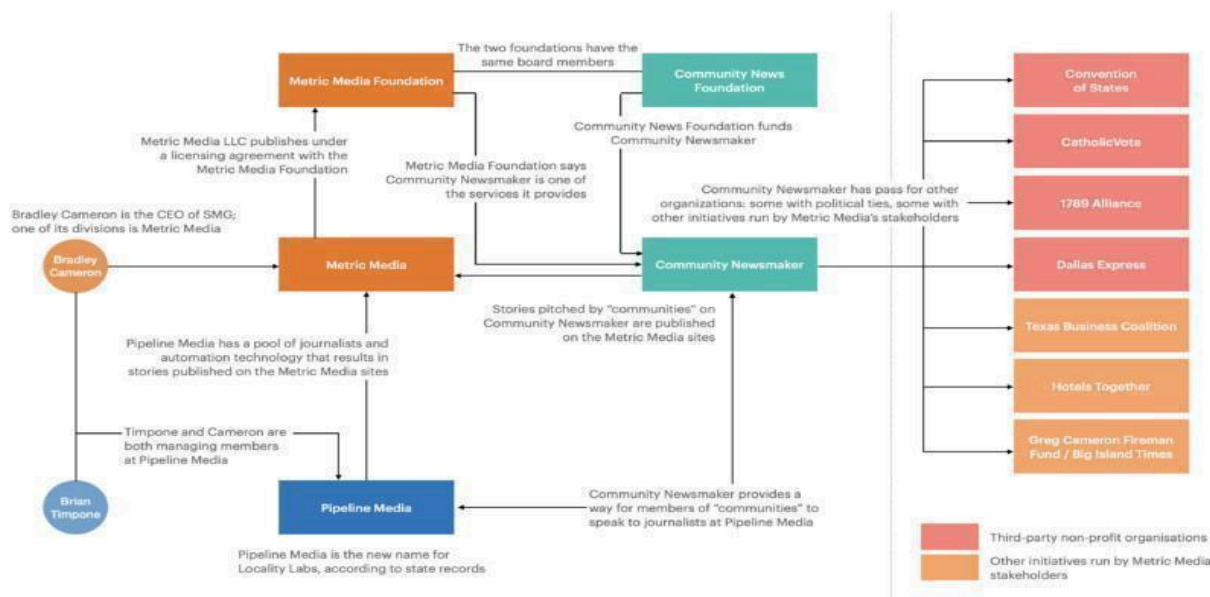 The two foundations have the
same board members
Metric Media Foundation
Community News
Foundation
Convention
of States
Metric Media LLC publishes under
a licensing agreement with the
Metric Media Foundation
Community News Foundation funds
Community Newsmaker
CatholicVote
Metric Media Foundation says
Community Newsmaker is one of
the services it provides
Community Newsmaker has pass for other
organizations: some with political ties, some with
other initiatives run by Metric Media's stakeholders
1789 Alliance
Bradley Cameron is the CEO of SMG;
one of its divisions is Metric Media
Bradley
Cameron
Metric Media
Community Newsmaker
Dallas Express
Stories pitched by "communities" on
Community Newsmaker are published
on the Metric Media sites
Texas Business Coalition
Pipeline Media has a pool of journalists and
automation technology that results in
stories published on the Metric Media sites
Hotels Together
Timpone and Cameron are
both managing members
at Pipeline Media
Greg Cameron Fireman
Fund / Big Island Times
Brian
Timpone
Pipeline Media
Community Newsmaker provides a
way for members of "communities" to
speak to journalists at Pipeline Media
Pipeline Media is the new name for
Locality Labs, according to state records
Third-party non-profit organisations
Other initiatives run by Metric Media
stakeholders